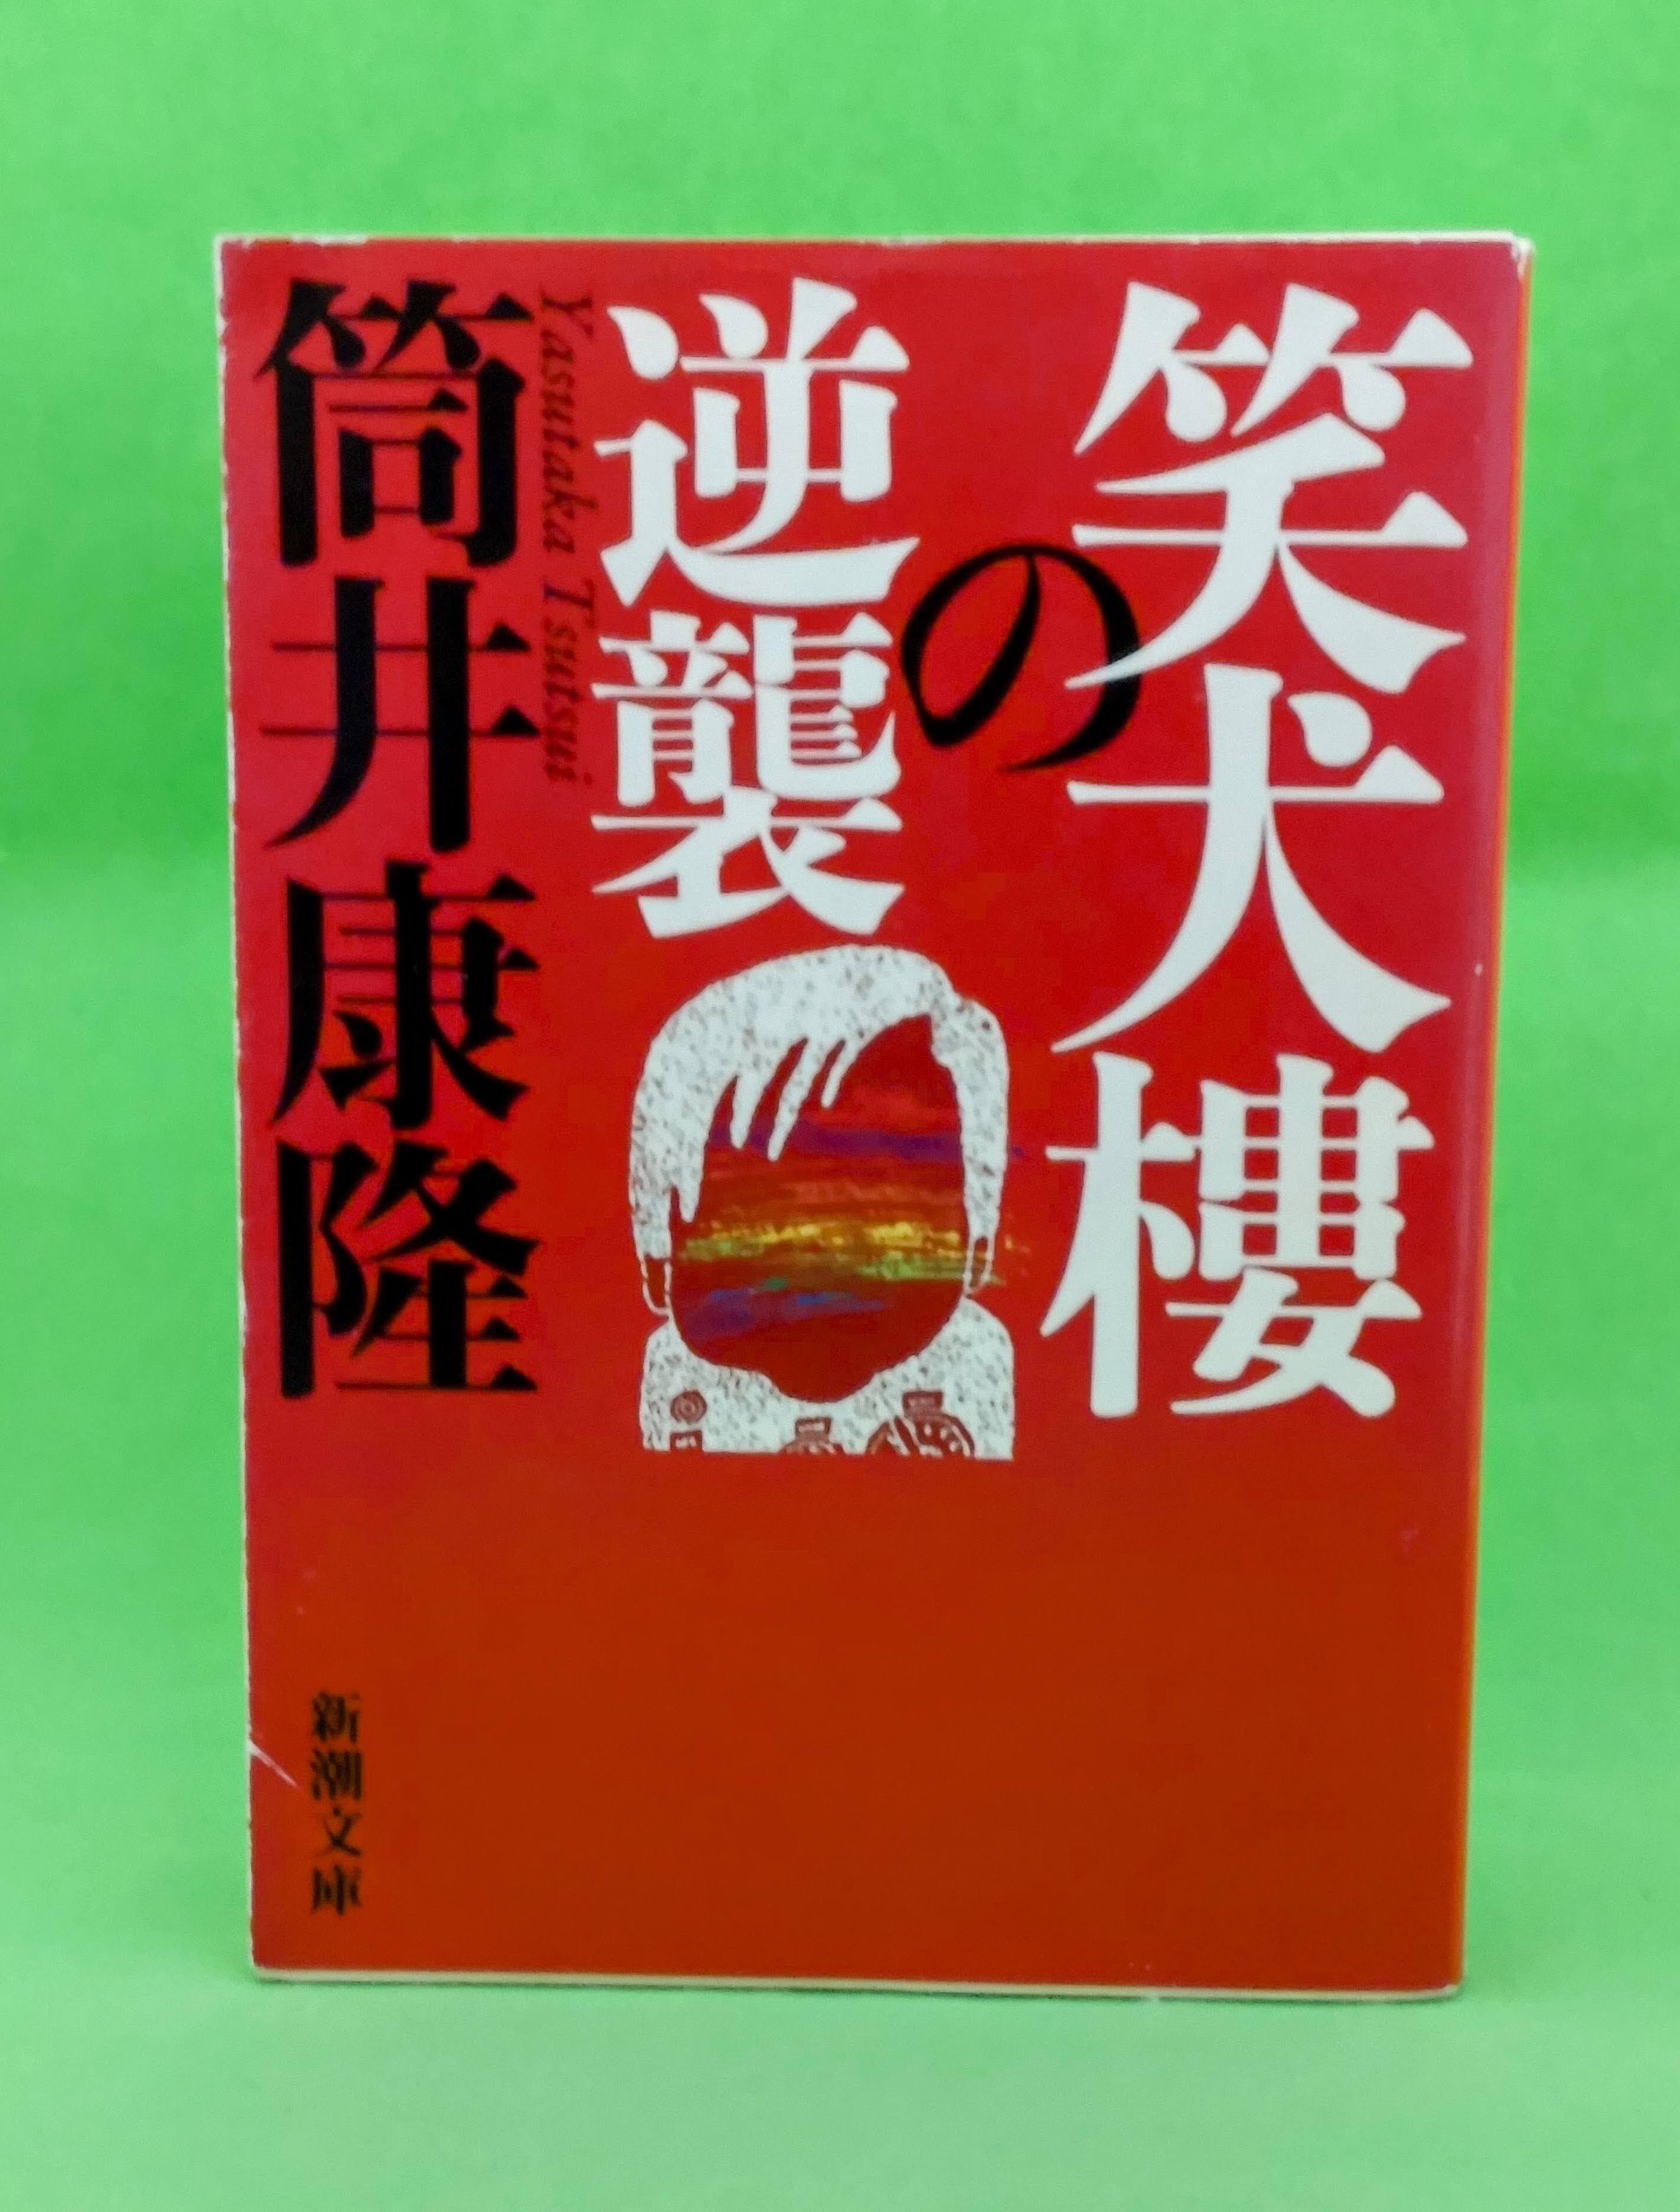 笑犬樓
の
逆襲
Yasutaka Tsutsui
筒井康隆
新潮文庫